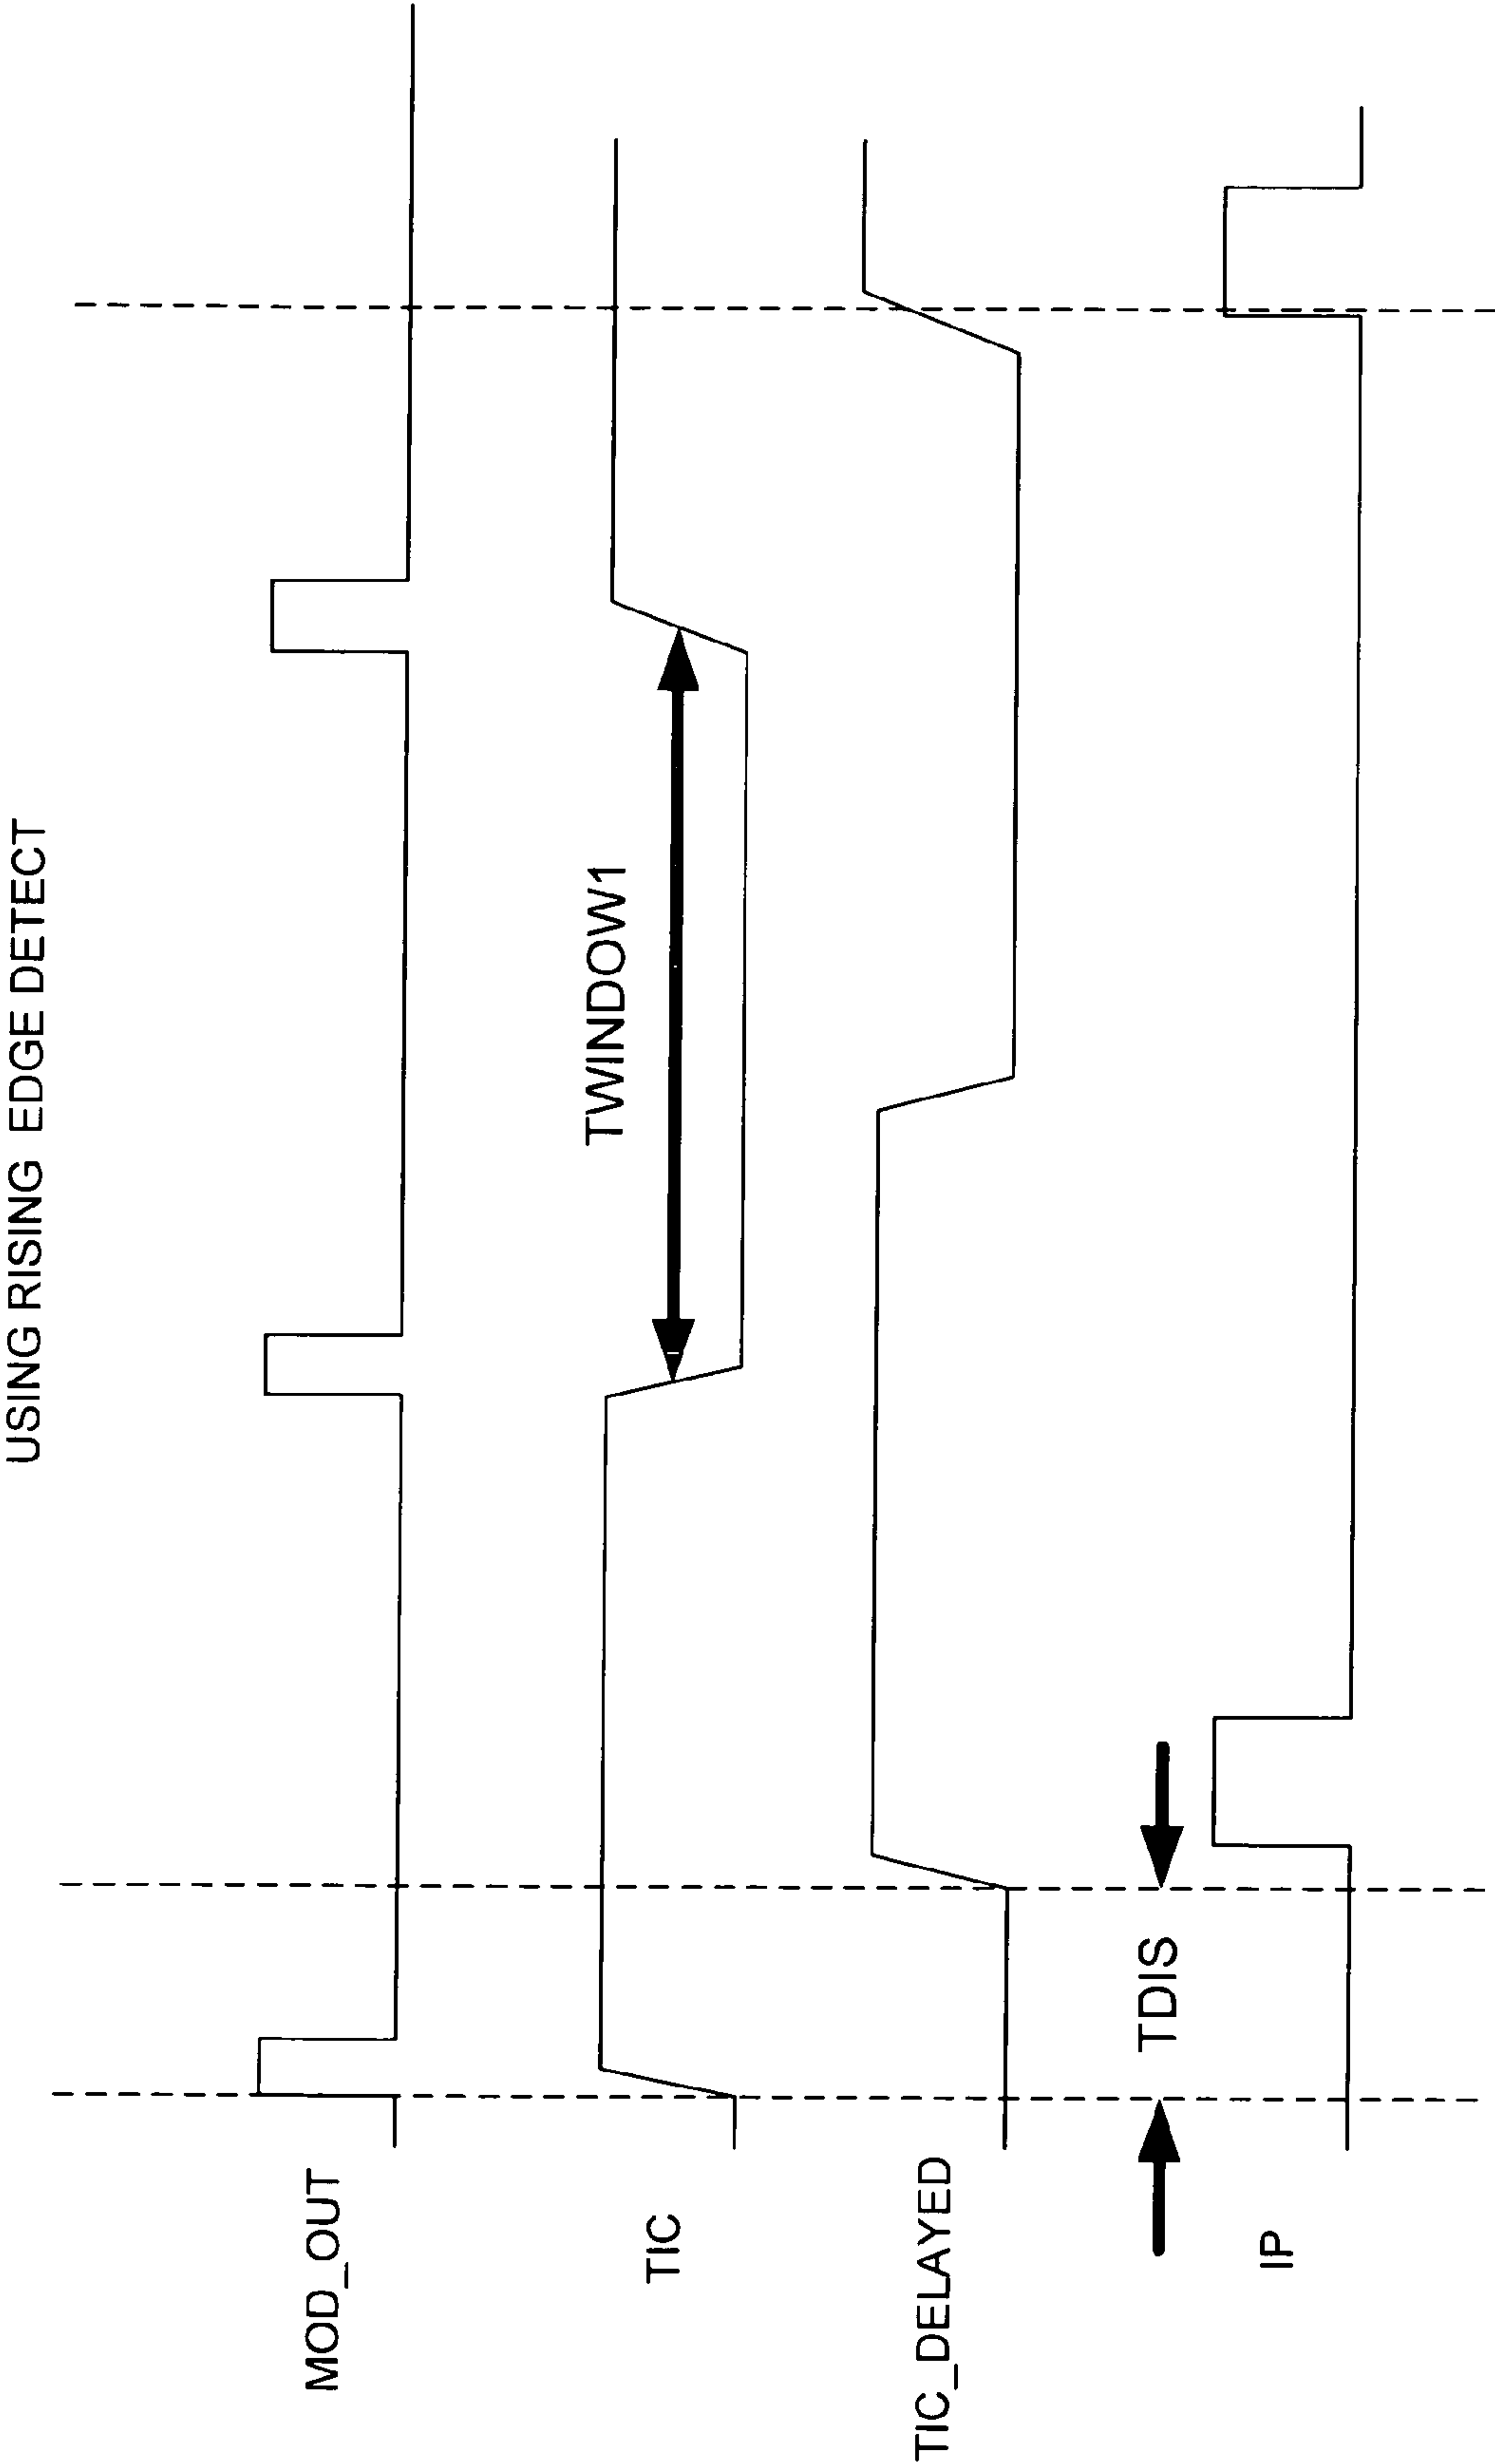 USING RISING EDGE DETECT
MOD_OUT
TIC
TWINDOW1
TIC_DELAYED
TDIS
IP